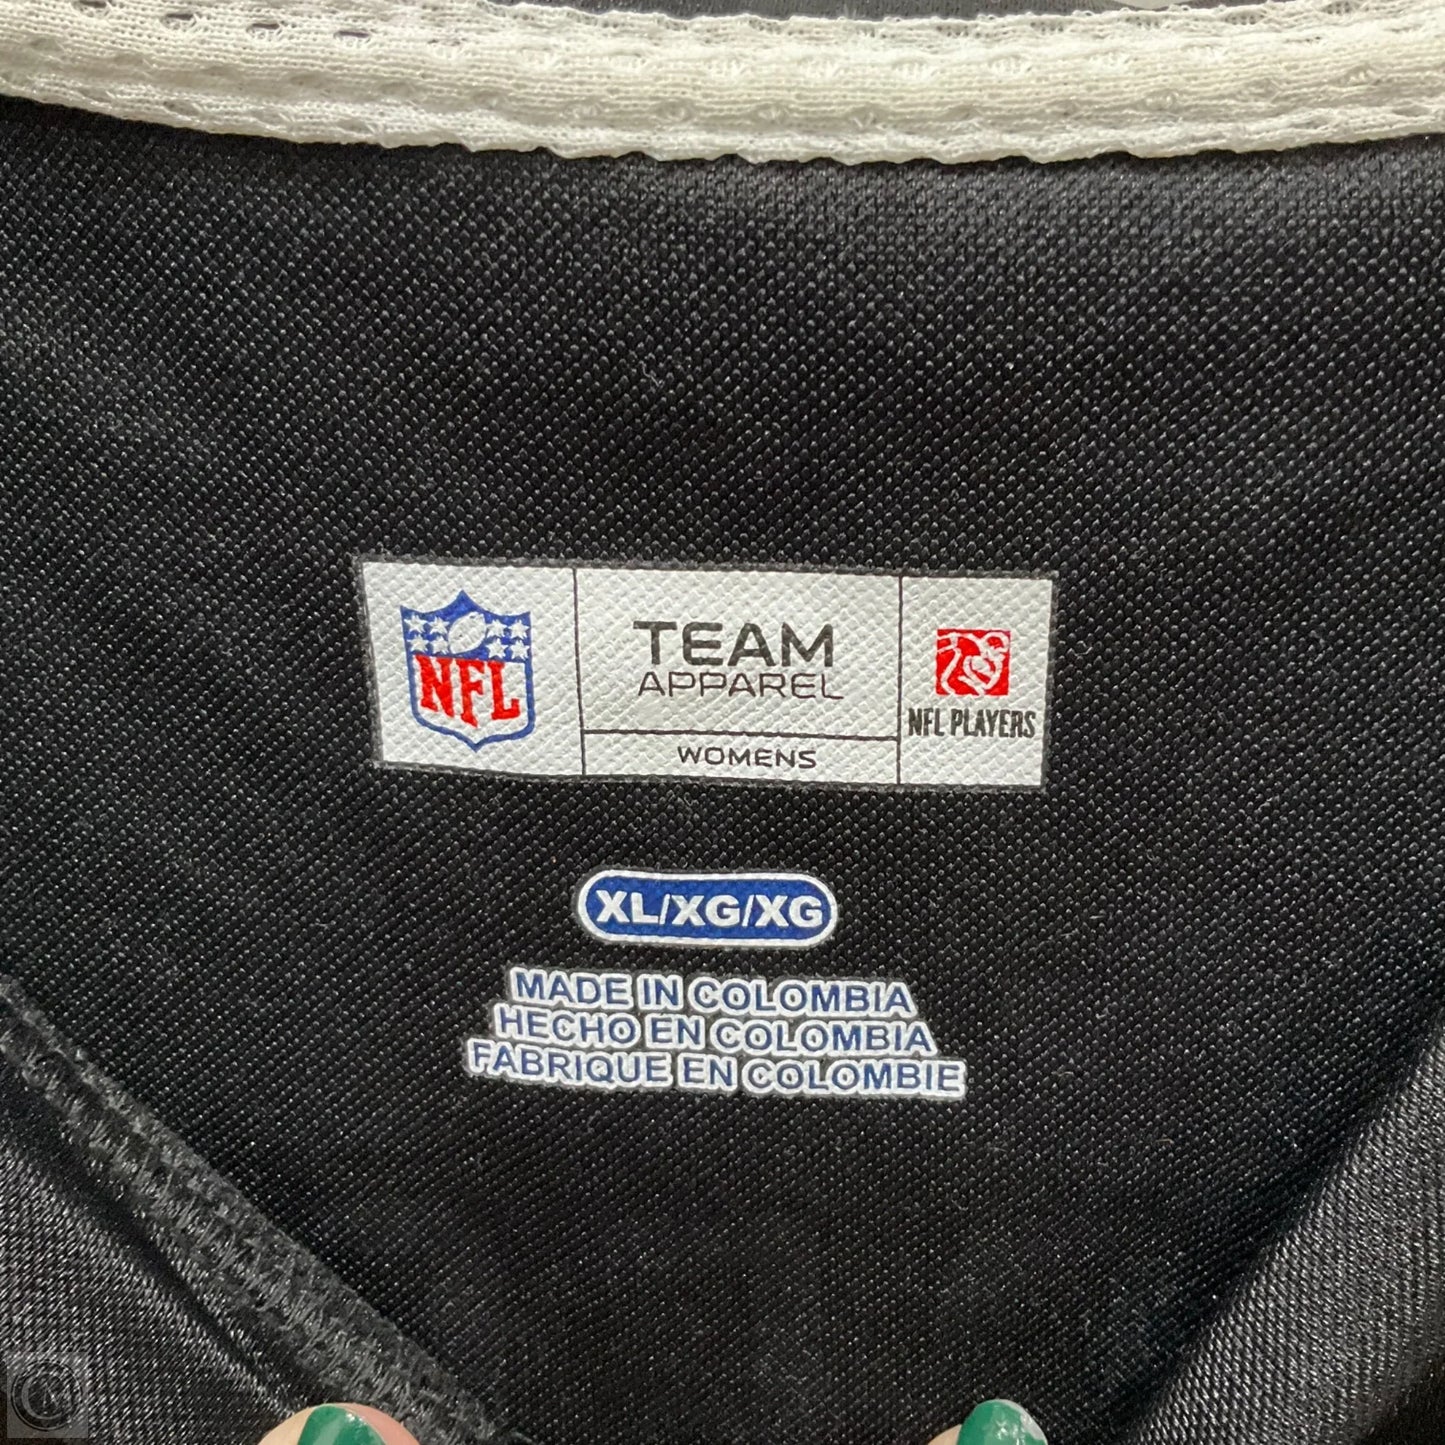 NFL
TEAM
APPAREL
WOMENS
NFL PLAYERS
XL/XG/XG
MADE IN COLOMBIA
HECHO EN COLOMBIA
FABRIQUE EN COLOMBIE